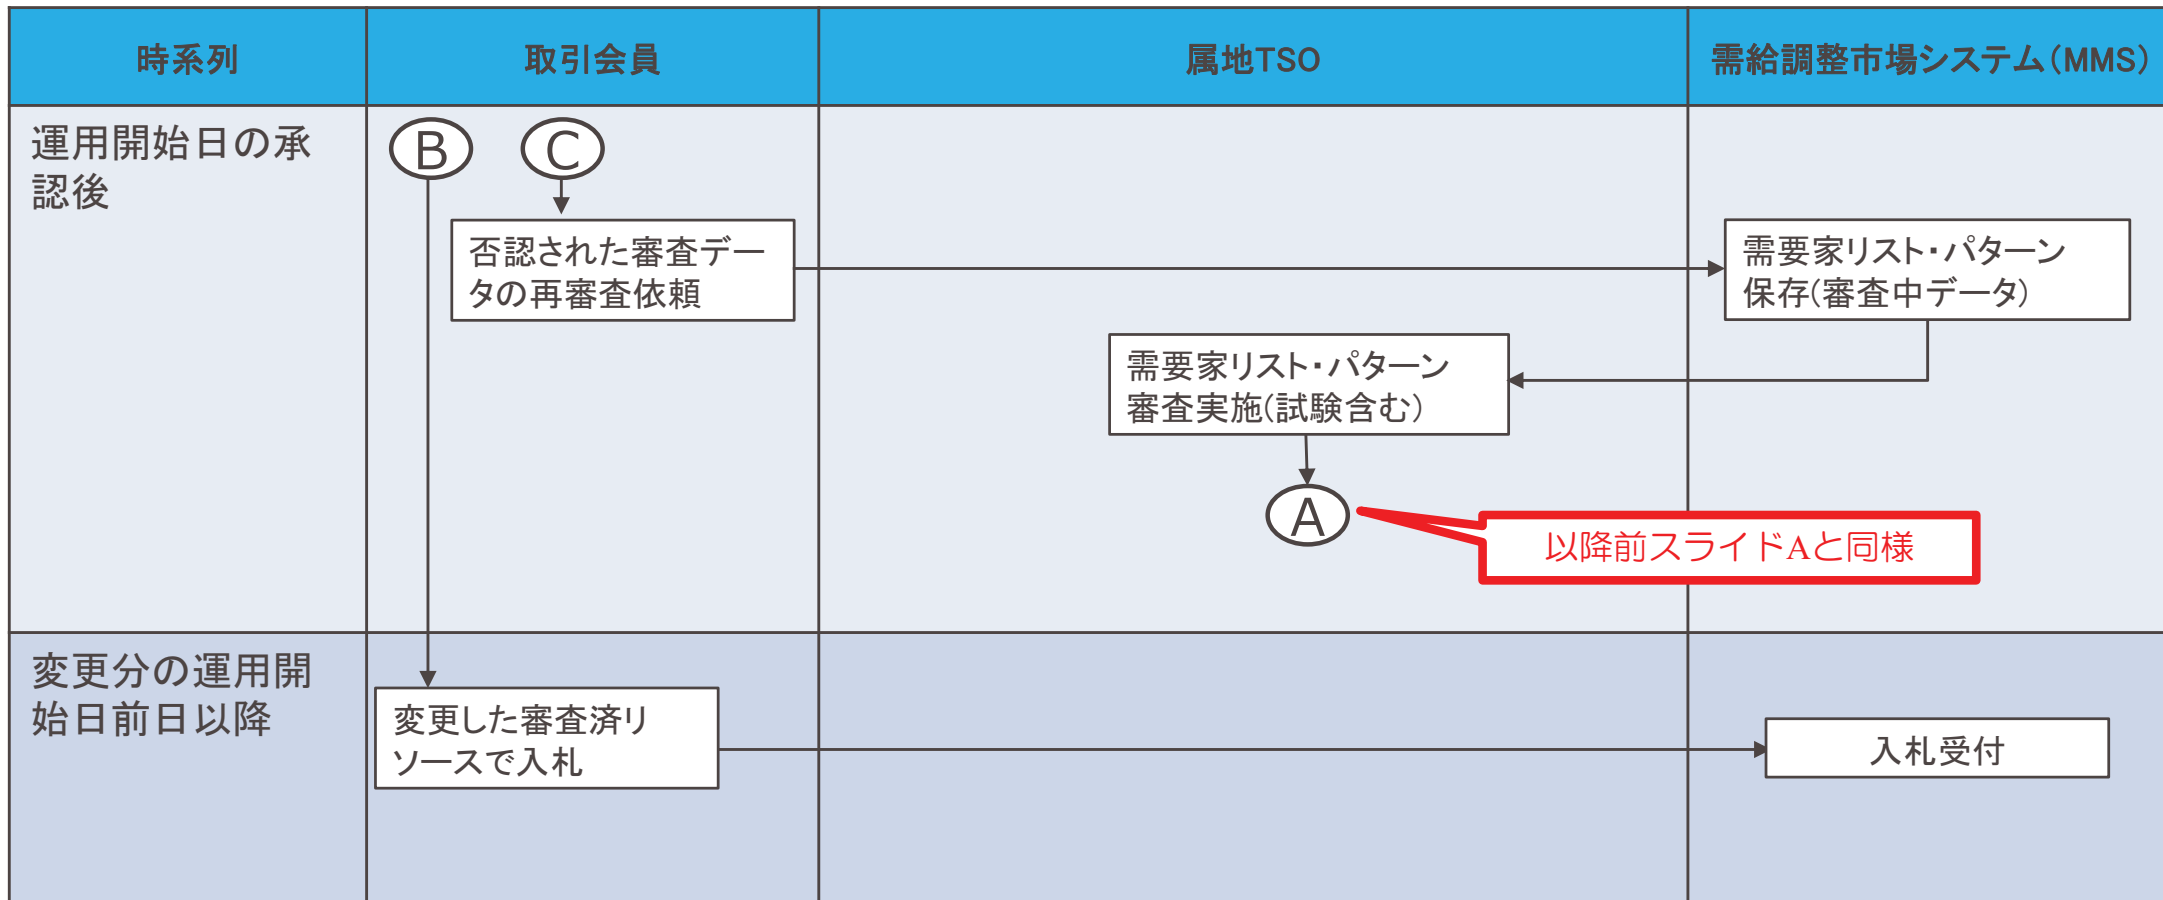 時系列
取引会員
属地TSO
需給調整市場システム(MMS)
運用開始日の承
認後
B
C
否認された審査デー
タの再審査依頼
需要家リスト・パターン
保存(審査中データ)
需要家リスト・パターン
審査実施(試験含む)
A
以降前スライドAと同様
変更分の運用開
始日前日以降
変更した審査済リ
ソースで入札
入札受付